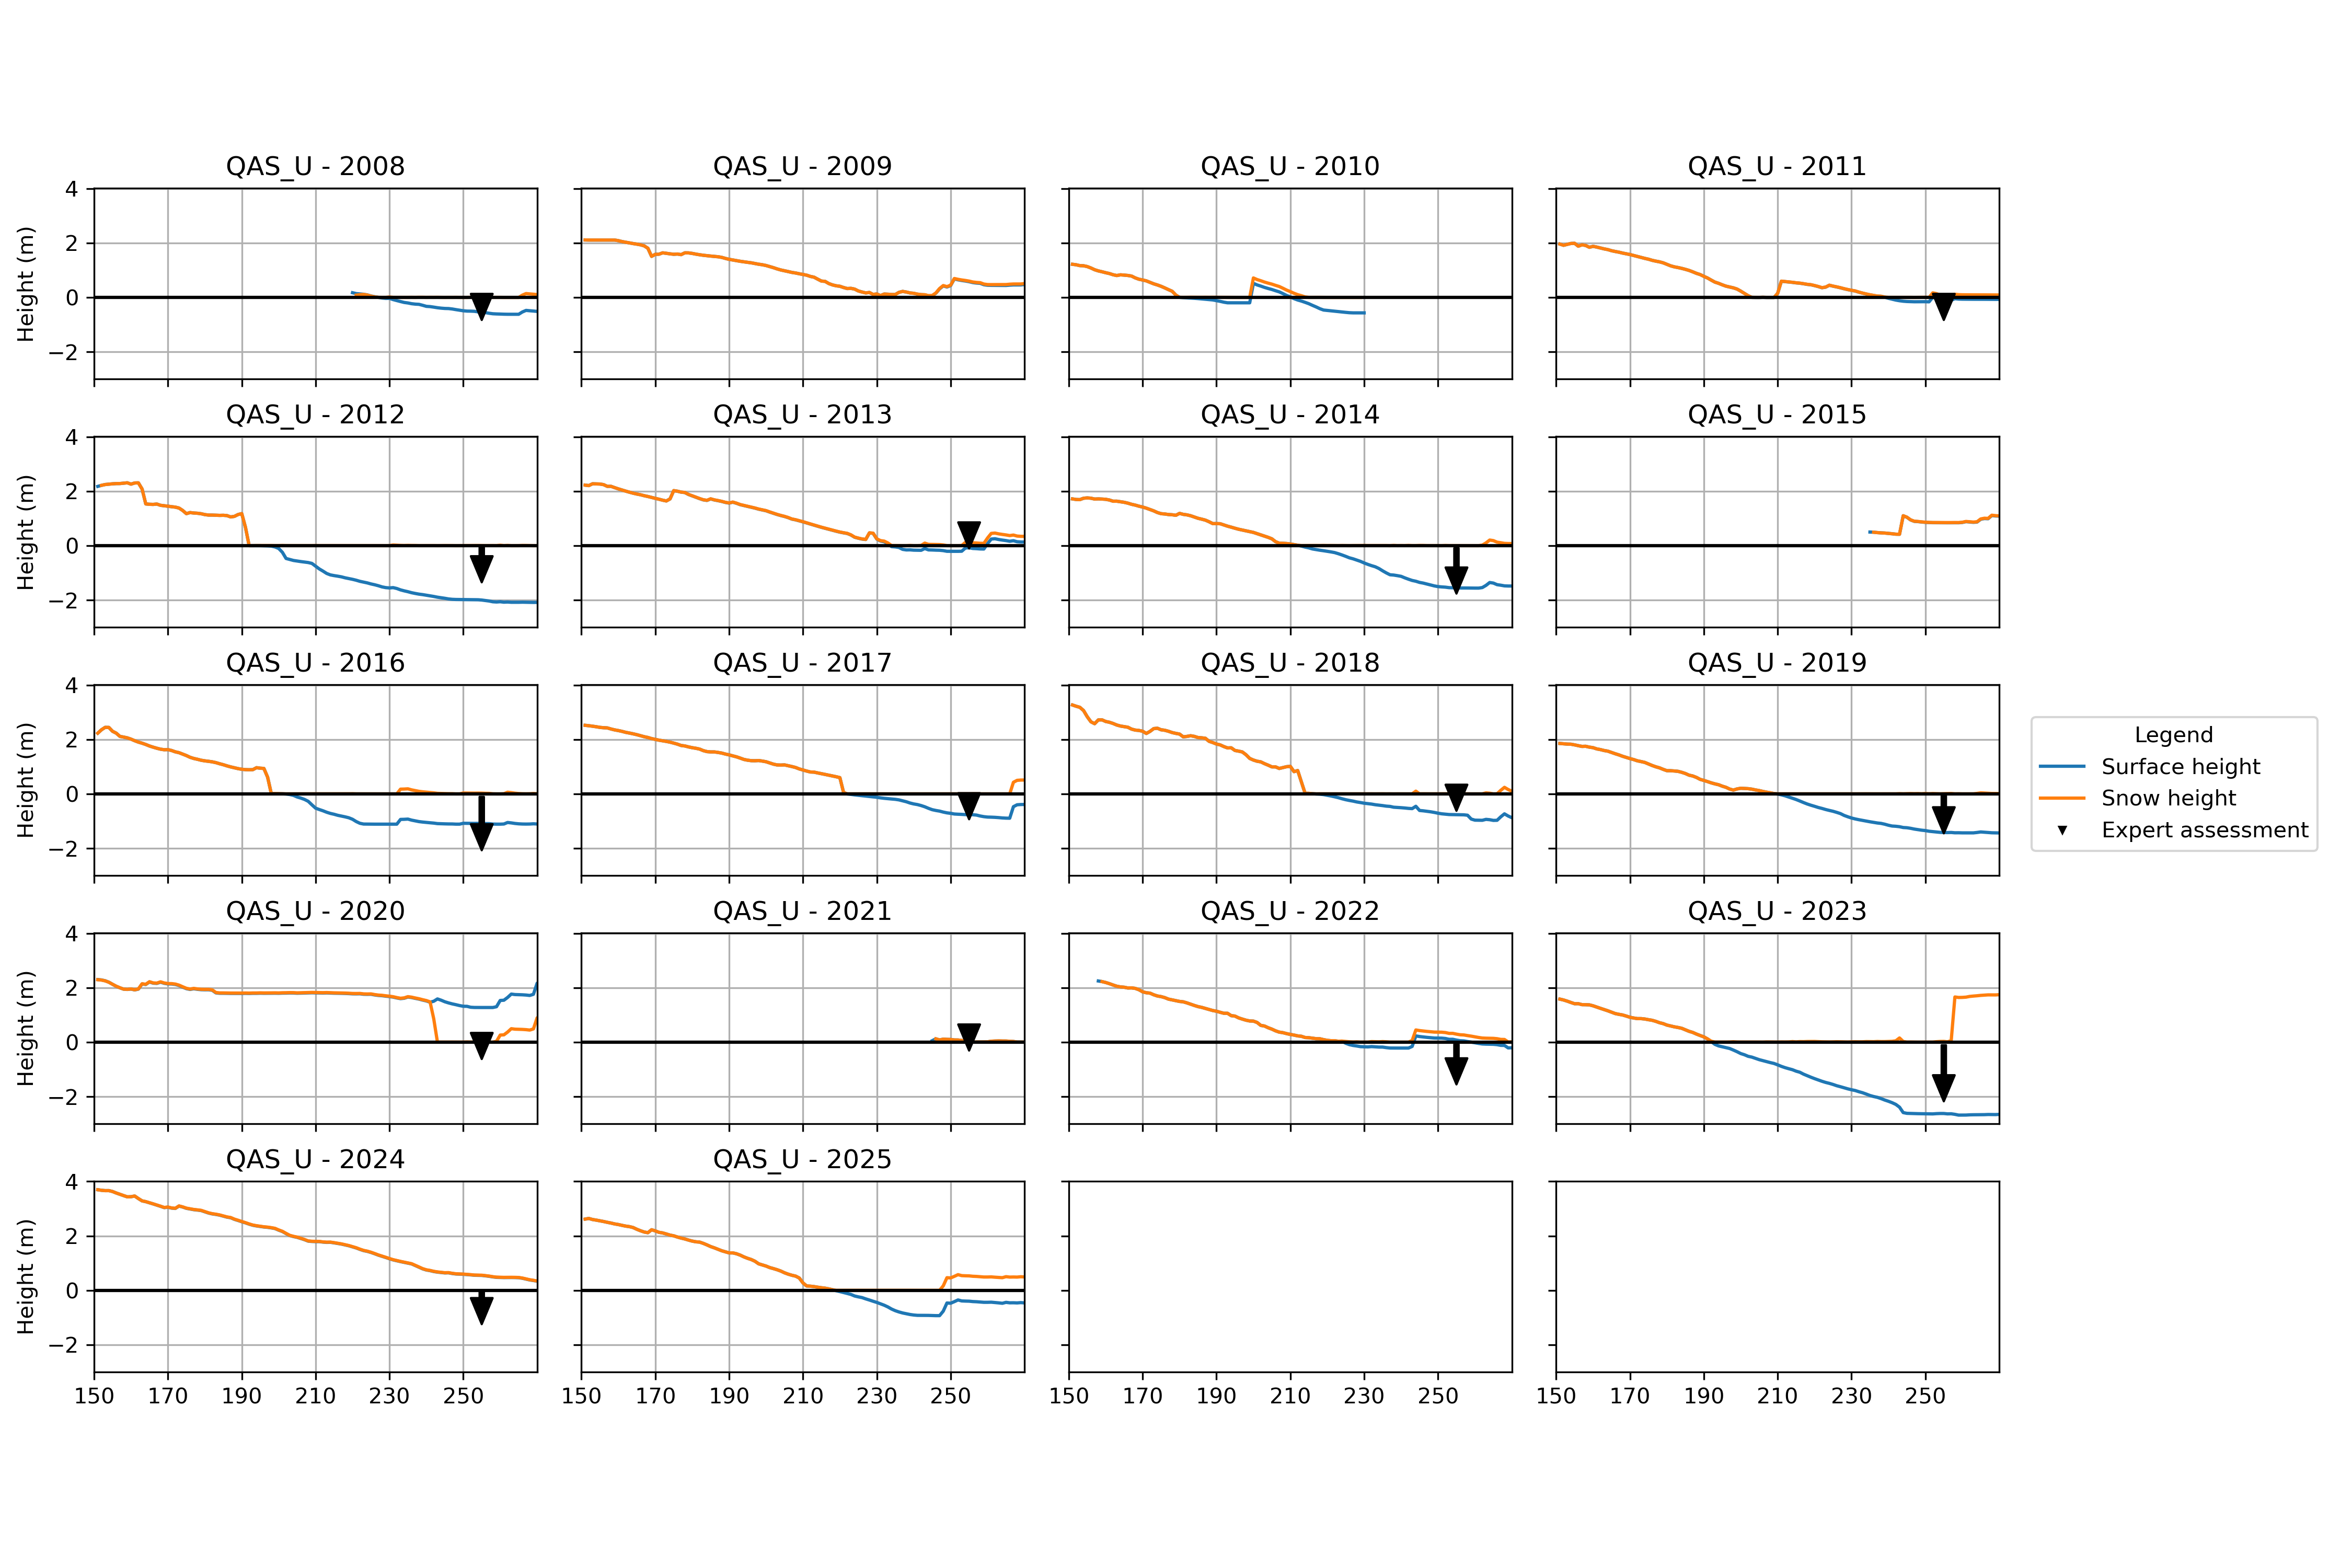 QAS_U - 2008 QAS_U - 2009 QAS_U - 2010 QAS_U - 2011
Height (m)
4
2
0
−2
QAS_U - 2012 QAS_U - 2013 QAS_U - 2014 QAS_U - 2015
Height (m)
4
2
0
−2
QAS_U - 2016 QAS_U - 2017 QAS_U - 2018 QAS_U - 2019
Height (m)
4
2
0
−2
Legend
Surface height
Snow height
Expert assessment
QAS_U - 2020 QAS_U - 2021 QAS_U - 2022 QAS_U - 2023
Height (m)
4
2
0
−2
QAS_U - 2024 QAS_U - 2025
Height (m)
4
2
0
−2
150 170 190 210 230 250 150 170 190 210 230 250 150 170 190 210 230 250 150 170 190 210 230 250